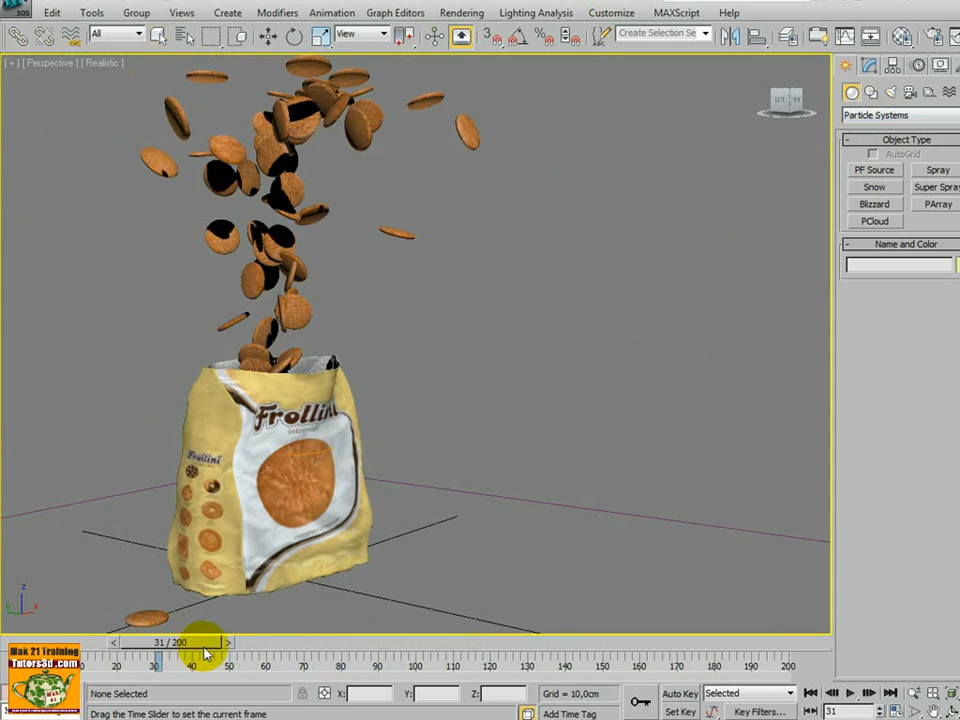 3DS
Edit Tools Group Views Create Modifiers Animation Graph Editors Rendering Lighting Analysis Customize MAXScript Help
All View Create Selection Se
[ + ] [ Perspective ] [ Realistic ]
LEFT
Particle Systems
- Object Type
AutoGrid
PF Source Spray
Snow Super Spray
Blizzard PArray
PCloud
- Name and Color
Frollini
integrali
Frollini
z
x
< 31 / 200 >
20 30 40 50 60 70 80 90 100 110 120 130 140 150 160 170 180 190 200
Mak 21 Training
Tutors3d .com
None Selected X: Y: Z: Grid = 10,0cm Auto Key Selected
Drag the Time Slider to set the current frame Add Time Tag Set Key Key Filters... 31